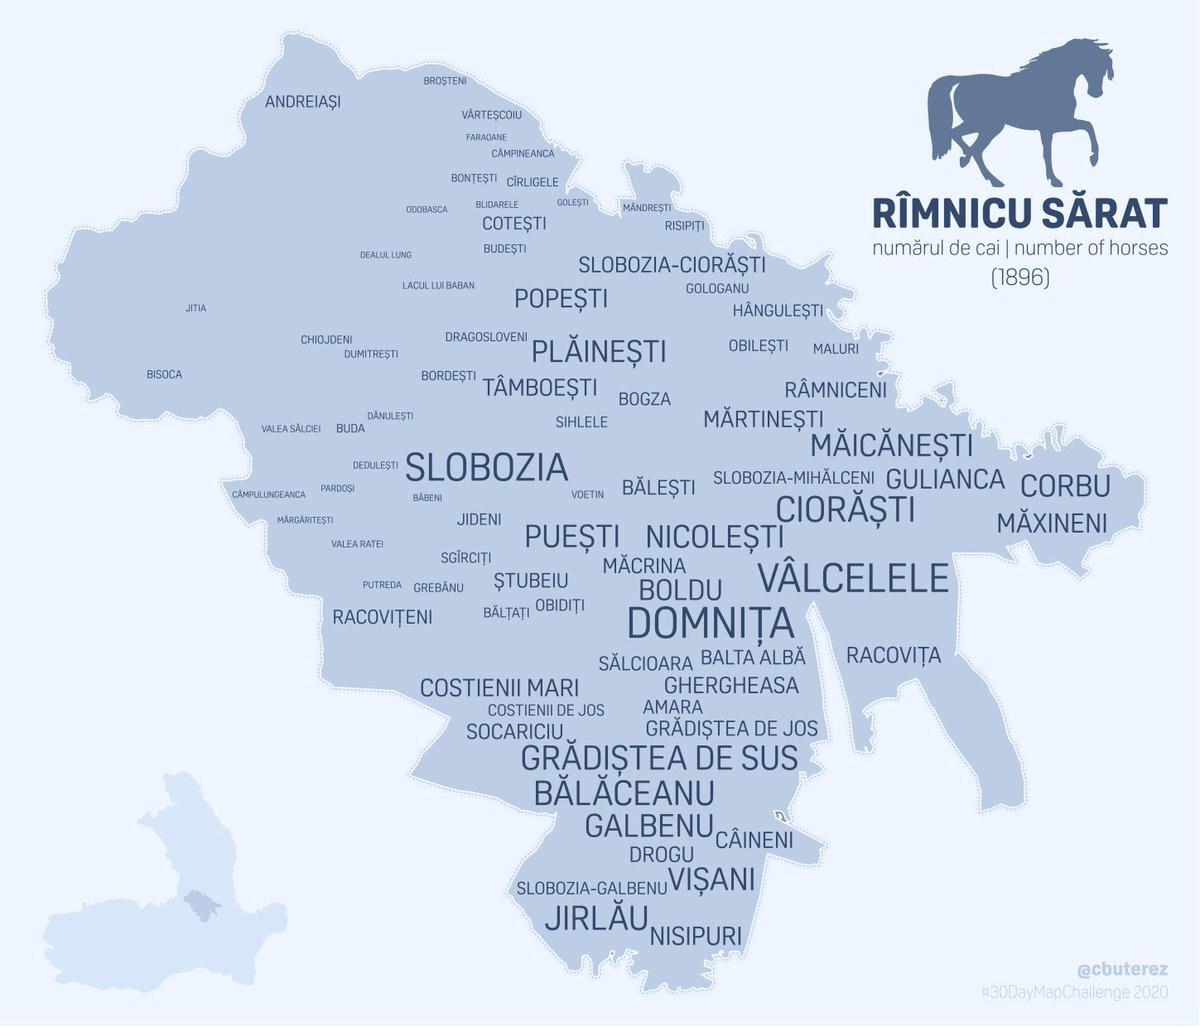 RÎMNICU SĂRAT
numărul de cai | number of horses
(1896)
BROȘTENI
ANDREIAȘI
VÂRTEȘCOIU
FARAOANE
CÂMPINEANCA
BONȚEȘTI
CÎRLIGELE
GOLEȘTI
BLIDARELE
ODOBASCA
MĂNDREȘTI
COTEȘTI
RISIPIȚI
BUDEȘTI
DEALUL LUNG
SLOBOZIA-CIORĂȘTI
LACUL LUI BABAN
GOLOGANU
POPEȘTI
JITIA
HÂNGULEȘTI
CHIOJDENI
DRAGOSLOVENI
DUMITREȘTI
PLĂINEȘTI
OBILEȘTI
MALURI
BISOCA
BORDEȘTI
TÂMBOEȘTI
RÂMNICENI
BOGZA
DĂNULEȘTI
SIHLELE
MĂRTINEȘTI
VALEA SĂLCIEI
BUDA
MĂICĂNEȘTI
DEDULEȘTI
SLOBOZIA
SLOBOZIA-MIHĂLCENI
GULIANCA
CORBU
CÂMPULUNGEANCA
PARDOȘI
BĂBENI
VOETIN
BĂLEȘTI
CIORĂȘTI
MĂRGĂRITEȘTI
JIDENI
MĂXINENI
VALEA RATEI
PUEȘTI
NICOLEȘTI
SGÎRCIȚI
MĂCRINA
PUTREDA
GREBĂNU
ȘTUBEIU
BOLDU
VÂLCELELE
RACOVIȚENI
BĂLȚAȚI
OBIDIȚI
DOMNIȚA
SĂLCIOARA
BALTA ALBĂ
RACOVIȚA
COSTIENII MARI
GHERGHEASA
COSTIENII DE JOS
AMARA
SOCARICIU
GRĂDIȘTEA DE JOS
GRĂDIȘTEA DE SUS
BĂLĂCEANU
GALBENU
CÂINENI
DROGU
SLOBOZIA-GALBENU
VIȘANI
JIRLĂU
NISIPURI
@cbuterez
#30DayMapChallenge 2020